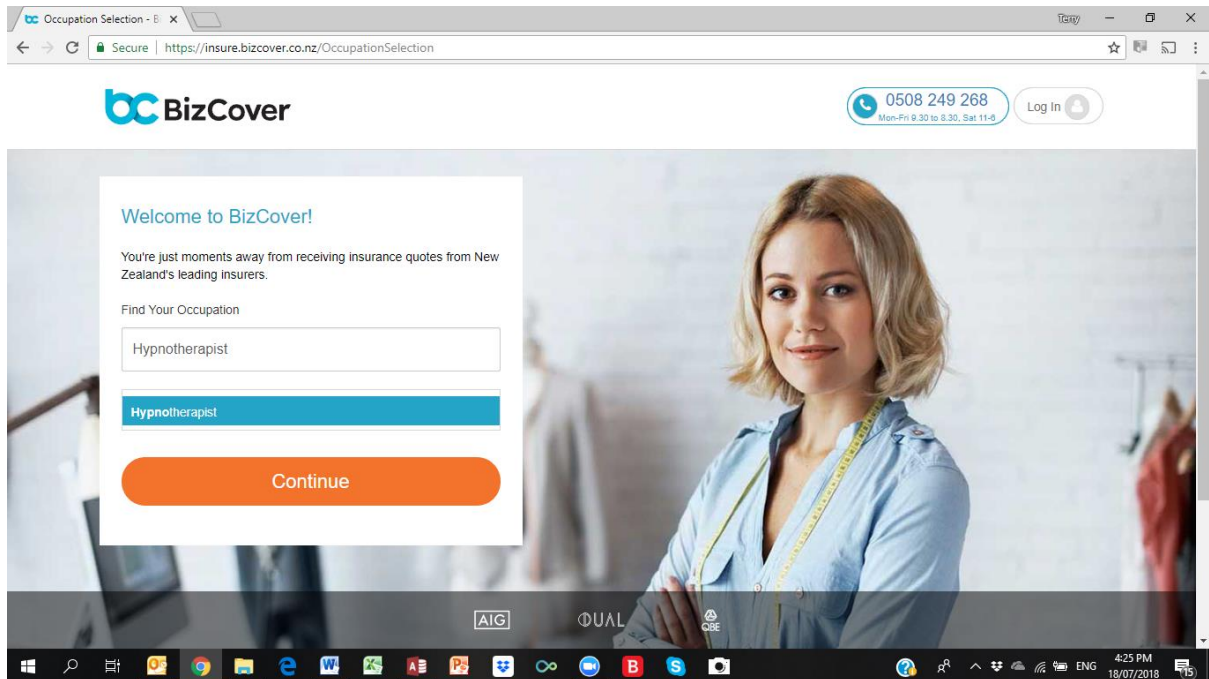 bc Occupation Selection - B
Terry
Secure | https://insure.bizcover.co.nz/OccupationSelection
bc BizCover
0508 249 268
Mon-Fri 9.30 to 8.30, Sat 11-6
Log In
Welcome to BizCover!
You're just moments away from receiving insurance quotes from New
Zealand's leading insurers.
Find Your Occupation
Hypnotherapist
Hypnotherapist
Continue
AIG
DUAL
QBE
ENG
4:25 PM
18/07/2018
15